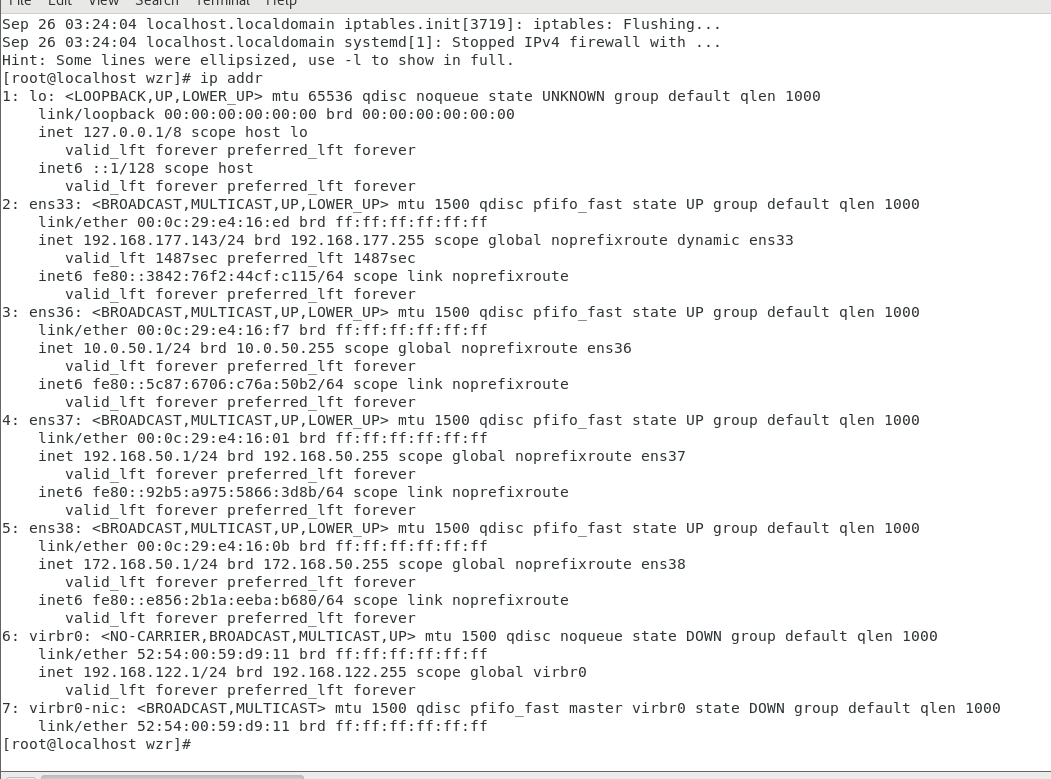 File Edit View Search Terminal Help
Sep 26 03:24:04 localhost.localdomain iptables.init[3719]: iptables: Flushing...
Sep 26 03:24:04 localhost.localdomain systemd[1]: Stopped IPv4 firewall with ...
Hint: Some lines were ellipsized, use -l to show in full.
[root@localhost wzr]# ip addr
1: lo: <LOOPBACK,UP,LOWER_UP> mtu 65536 qdisc noqueue state UNKNOWN group default qlen 1000
    link/loopback 00:00:00:00:00:00 brd 00:00:00:00:00:00
    inet 127.0.0.1/8 scope host lo
       valid_lft forever preferred_lft forever
    inet6 ::1/128 scope host
       valid_lft forever preferred_lft forever
2: ens33: <BROADCAST,MULTICAST,UP,LOWER_UP> mtu 1500 qdisc pfifo_fast state UP group default qlen 1000
    link/ether 00:0c:29:e4:16:ed brd ff:ff:ff:ff:ff:ff
    inet 192.168.177.143/24 brd 192.168.177.255 scope global noprefixroute dynamic ens33
       valid_lft 1487sec preferred_lft 1487sec
    inet6 fe80::3842:76f2:44cf:c115/64 scope link noprefixroute
       valid_lft forever preferred_lft forever
3: ens36: <BROADCAST,MULTICAST,UP,LOWER_UP> mtu 1500 qdisc pfifo_fast state UP group default qlen 1000
    link/ether 00:0c:29:e4:16:f7 brd ff:ff:ff:ff:ff:ff
    inet 10.0.50.1/24 brd 10.0.50.255 scope global noprefixroute ens36
       valid_lft forever preferred_lft forever
    inet6 fe80::5c87:6706:c76a:50b2/64 scope link noprefixroute
       valid_lft forever preferred_lft forever
4: ens37: <BROADCAST,MULTICAST,UP,LOWER_UP> mtu 1500 qdisc pfifo_fast state UP group default qlen 1000
    link/ether 00:0c:29:e4:16:01 brd ff:ff:ff:ff:ff:ff
    inet 192.168.50.1/24 brd 192.168.50.255 scope global noprefixroute ens37
       valid_lft forever preferred_lft forever
    inet6 fe80::92b5:a975:5866:3d8b/64 scope link noprefixroute
       valid_lft forever preferred_lft forever
5: ens38: <BROADCAST,MULTICAST,UP,LOWER_UP> mtu 1500 qdisc pfifo_fast state UP group default qlen 1000
    link/ether 00:0c:29:e4:16:0b brd ff:ff:ff:ff:ff:ff
    inet 172.168.50.1/24 brd 172.168.50.255 scope global noprefixroute ens38
       valid_lft forever preferred_lft forever
    inet6 fe80::e856:2b1a:eeba:b680/64 scope link noprefixroute
       valid_lft forever preferred_lft forever
6: virbr0: <NO-CARRIER,BROADCAST,MULTICAST,UP> mtu 1500 qdisc noqueue state DOWN group default qlen 1000
    link/ether 52:54:00:59:d9:11 brd ff:ff:ff:ff:ff:ff
    inet 192.168.122.1/24 brd 192.168.122.255 scope global virbr0
       valid_lft forever preferred_lft forever
7: virbr0-nic: <BROADCAST,MULTICAST> mtu 1500 qdisc pfifo_fast master virbr0 state DOWN group default qlen 1000
    link/ether 52:54:00:59:d9:11 brd ff:ff:ff:ff:ff:ff
[root@localhost wzr]#